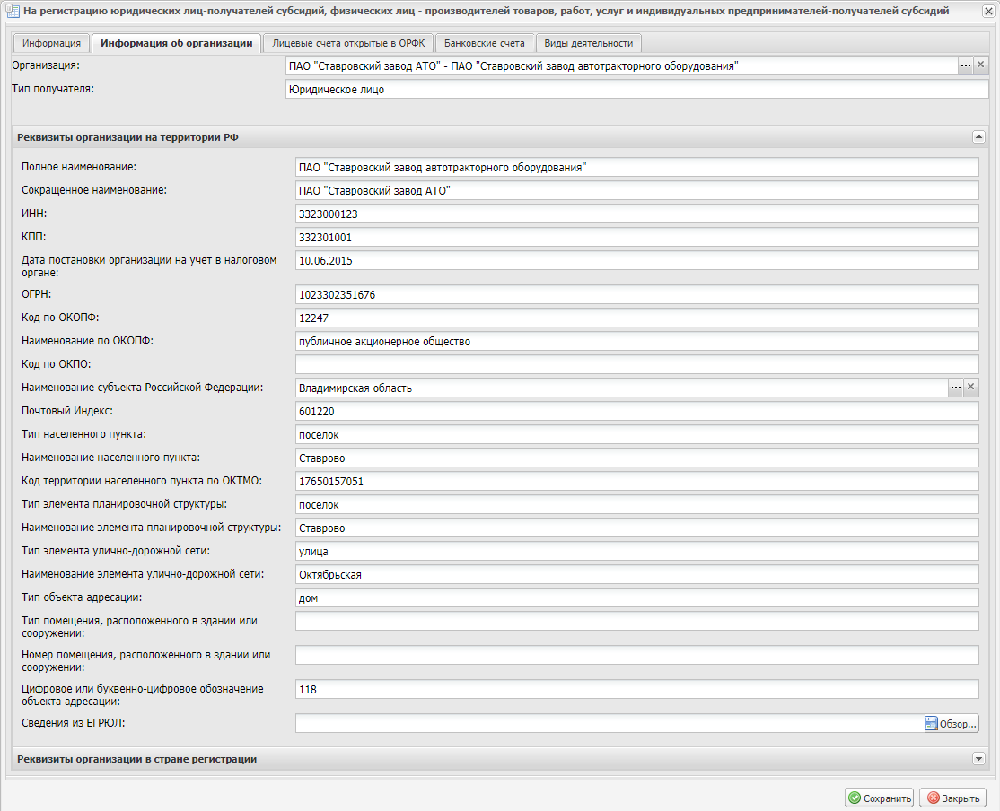 На регистрацию юридических лиц-получателей субсидий, физических лиц - производителей товаров, работ, услуг и индивидуальных предпринимателей-получателей субсидий
Информация
Информация об организации
Лицевые счета открытые в ОРФК
Банковские счета
Виды деятельности
Организация:
ПАО "Ставровский завод АТО" - ПАО "Ставровский завод автотракторного оборудования"
Тип получателя:
Юридическое лицо
Реквизиты организации на территории РФ
Полное наименование:
ПАО "Ставровский завод автотракторного оборудования"
Сокращенное наименование:
ПАО "Ставровский завод АТО"
ИНН:
3323000123
КПП:
332301001
Дата постановки организации на учет в налоговом
органе:
10.06.2015
ОГРН:
1023302351676
Код по ОКОПФ:
12247
Наименование по ОКОПФ:
публичное акционерное общество
Код по ОКПО:
Наименование субъекта Российской Федерации:
Владимирская область
Почтовый Индекс:
601220
Тип населенного пункта:
поселок
Наименование населенного пункта:
Ставрово
Код территории населенного пункта по ОКТМО:
17650157051
Тип элемента планировочной структуры:
поселок
Наименование элемента планировочной структуры:
Ставрово
Тип элемента улично-дорожной сети:
улица
Наименование элемента улично-дорожной сети:
Октябрьская
Тип объекта адресации:
дом
Тип помещения, расположенного в здании или
сооружении:
Номер помещения, расположенного в здании или
сооружении:
Цифровое или буквенно-цифровое обозначение
объекта адресации:
118
Сведения из ЕГРЮЛ:
Обзор...
Реквизиты организации в стране регистрации
Сохранить
Закрыть